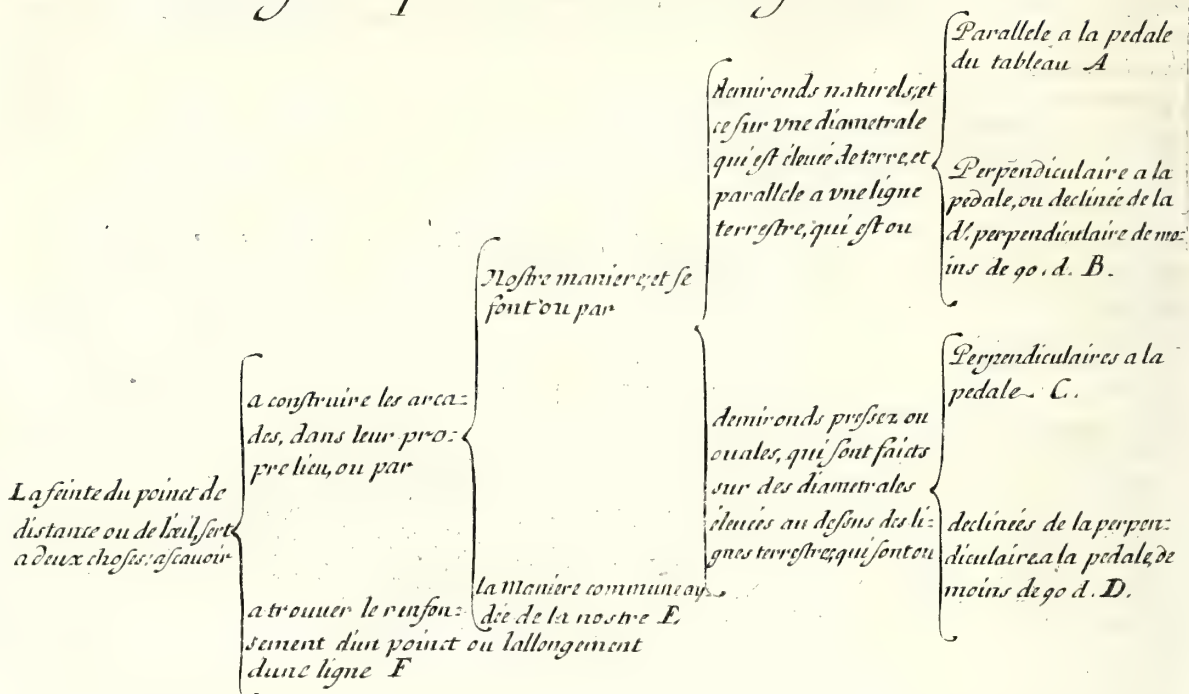 La feinte du poinct de
distance ou de l'œil, sert
a deux choses; ascauoir
a construire les arca=
des, dans leur pro=
pre lieu, ou par
Nostre maniere; et se
font ou par
demironds naturels; et
ce sur vne diametrale
qui est éleuée de terre, et
parallele a vne ligne
terrestre, qui est ou
Parallele a la pedale
du tableau A
Perpendiculaire a la
pedale, ou declinée de la
d. perpendiculaire de mo=
ins de 90. d. B.
demironds pressez ou
ouales, qui sont faicts
sur des diametrales
éleuées au dessus des li=
gnes terrestres; qui sont ou
Perpendiculaires a la
pedale C.
declinées de la perpen=
diculaire a la pedale, de
moins de 90 d. D.
La Maniere commune ay
dée de la nostre E
a trouuer le renfon=
sement d'un poinct ou lallongement
dune ligne F